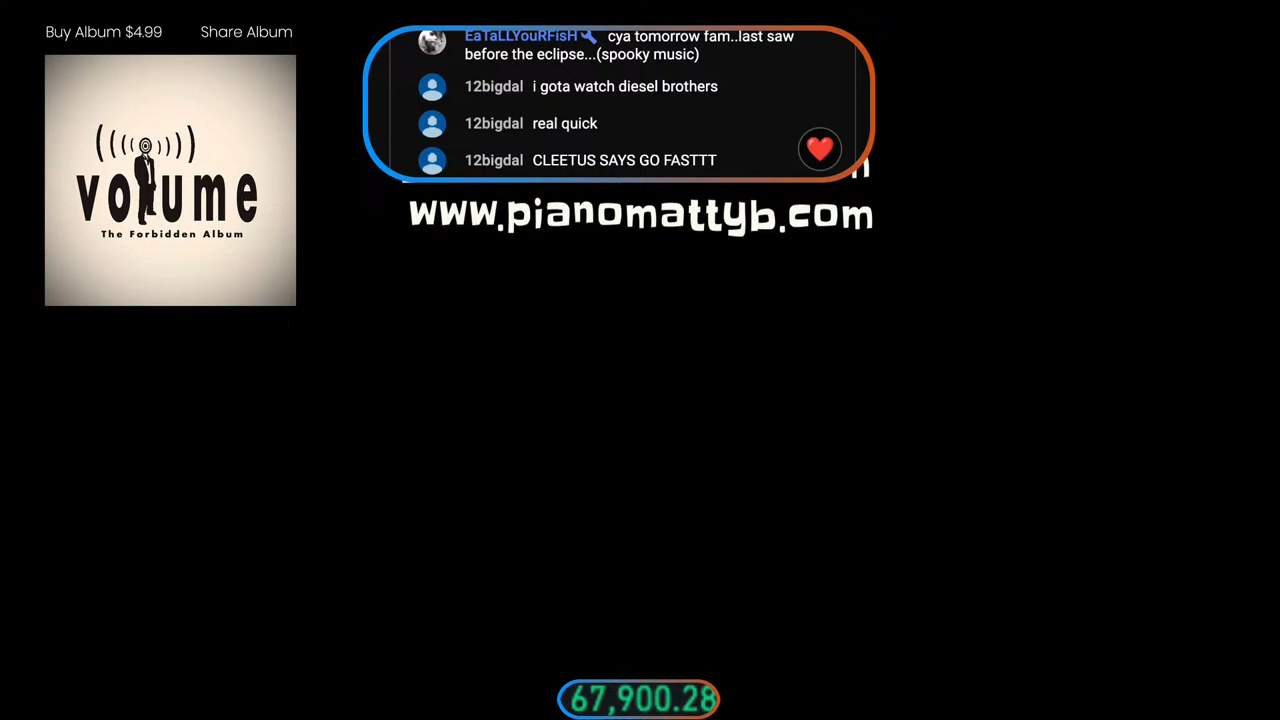 Buy Album $4.99 Share Album
volume
The Forbidden Album
EaTaLLYouRFisH cya tomorrow fam..last saw
before the eclipse...(spooky music)
12bigdal i gota watch diesel brothers
12bigdal real quick
12bigdal CLEETUS SAYS GO FASTTT
www.pianomattyb.com
67,900.28